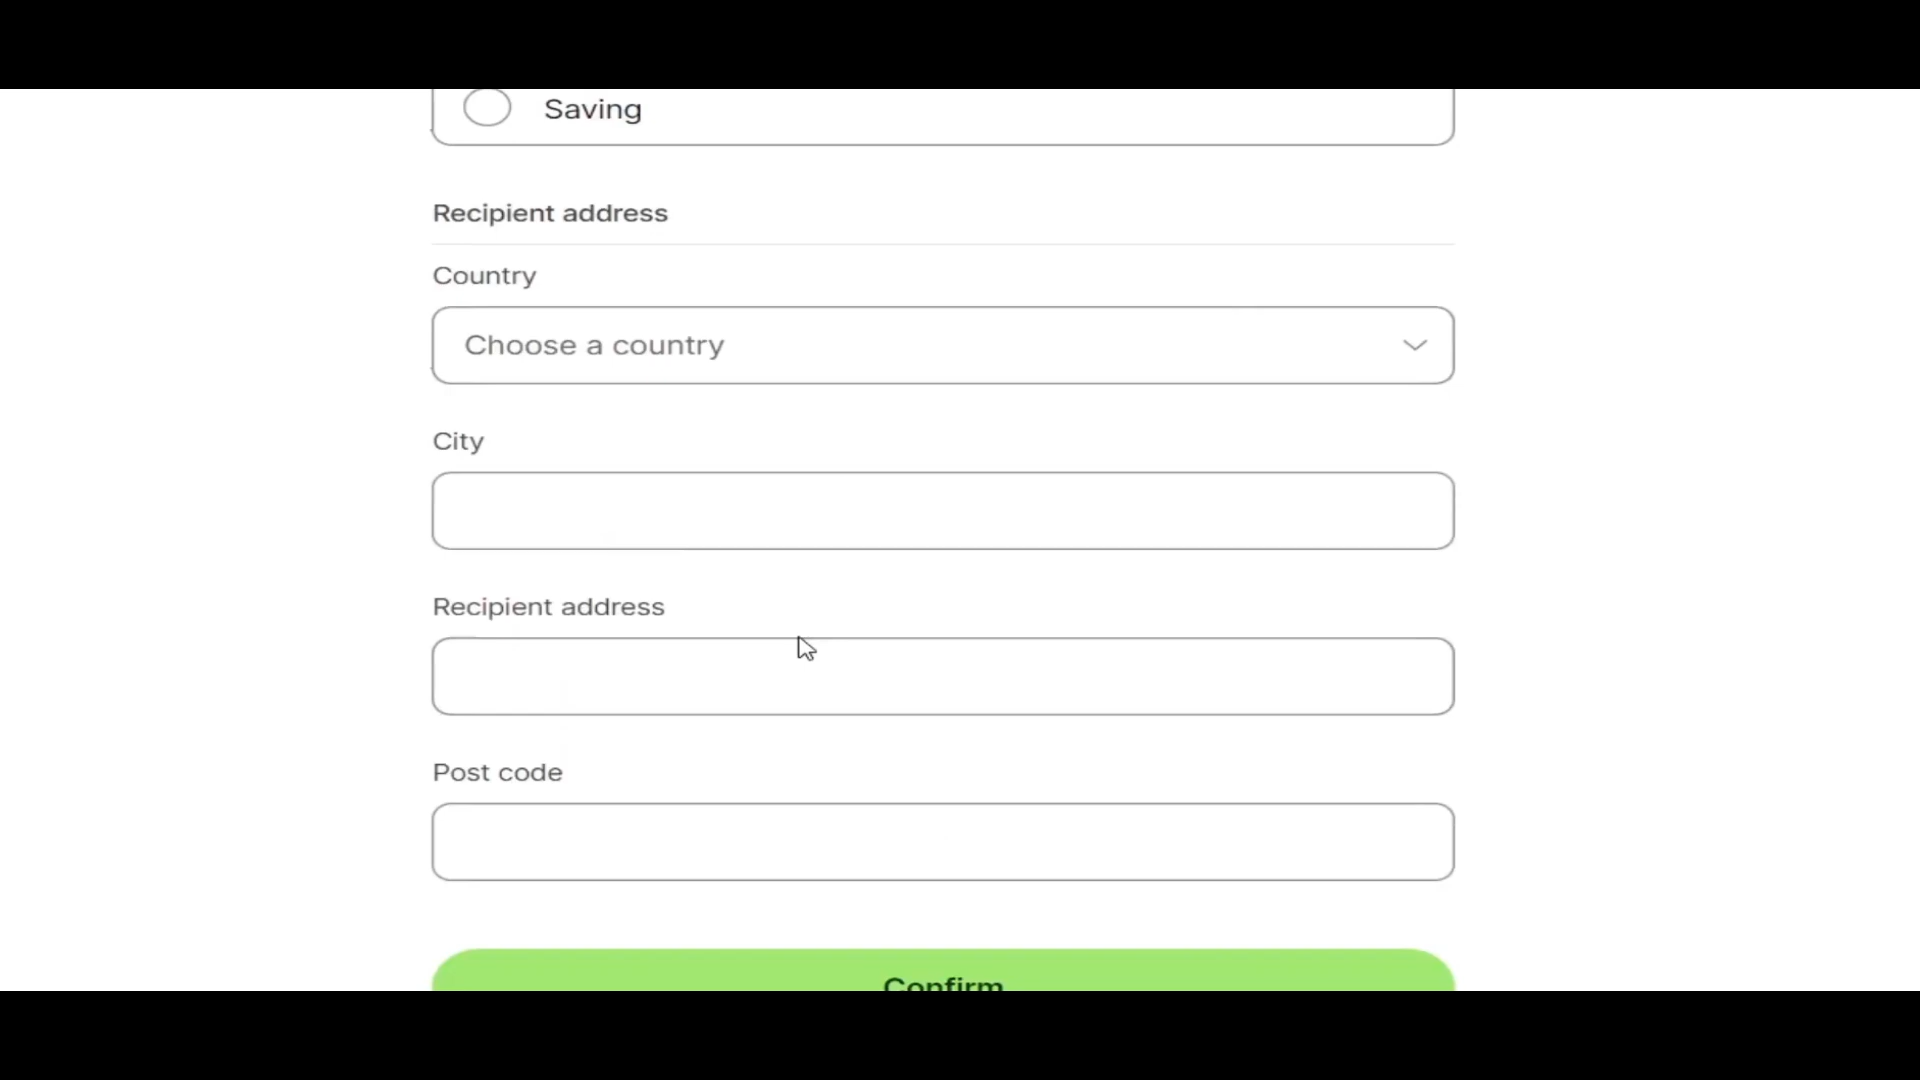 Saving
Recipient address
Country
Choose a country
City
Recipient address
Post code
Confirm